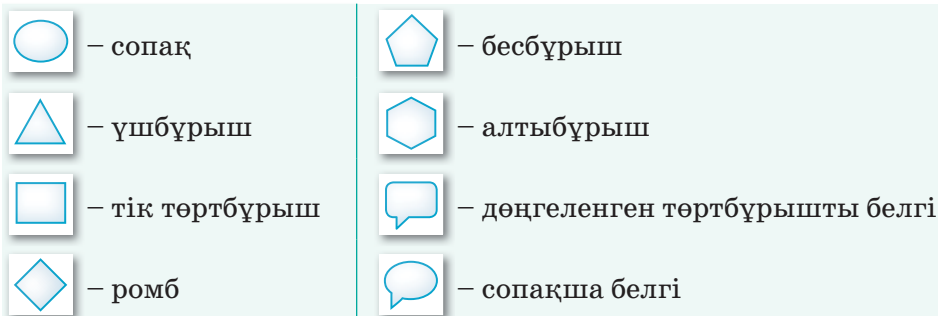 – сопақ
– үшбұрыш
– тік төртбұрыш
– ромб
– бесбұрыш
– алтыбұрыш
– дөңгеленген төртбұрышты белгі
– сопақша белгі